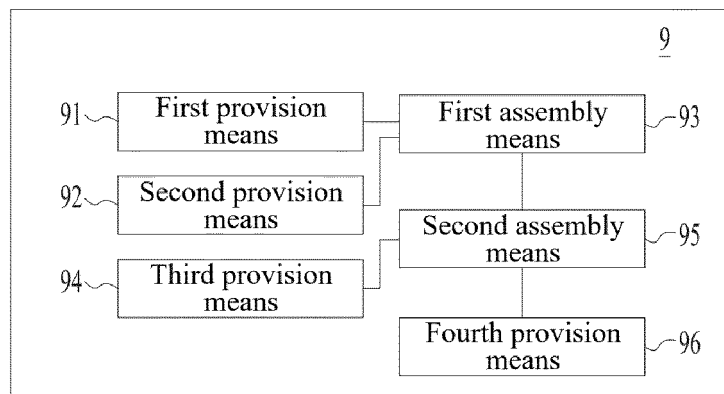 9
91
First provision
means
First assembly
means
93
92
Second provision
means
Second assembly
means
95
94
Third provision
means
Fourth provision
means
96